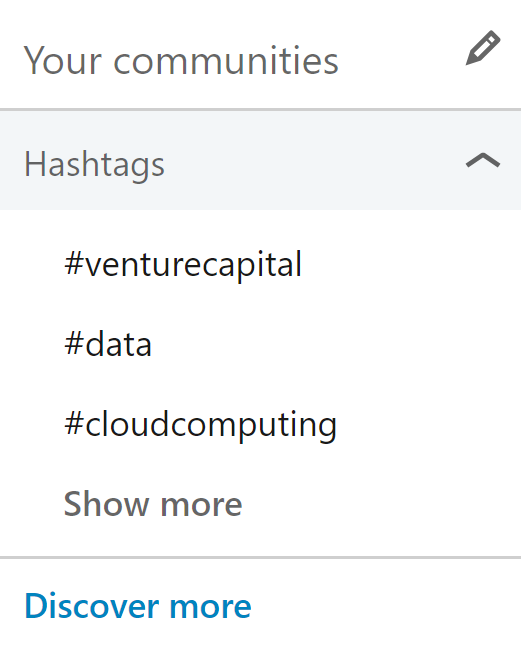 Your communities
Hashtags
#venturecapital
#data
#cloudcomputing
Show more
Discover more